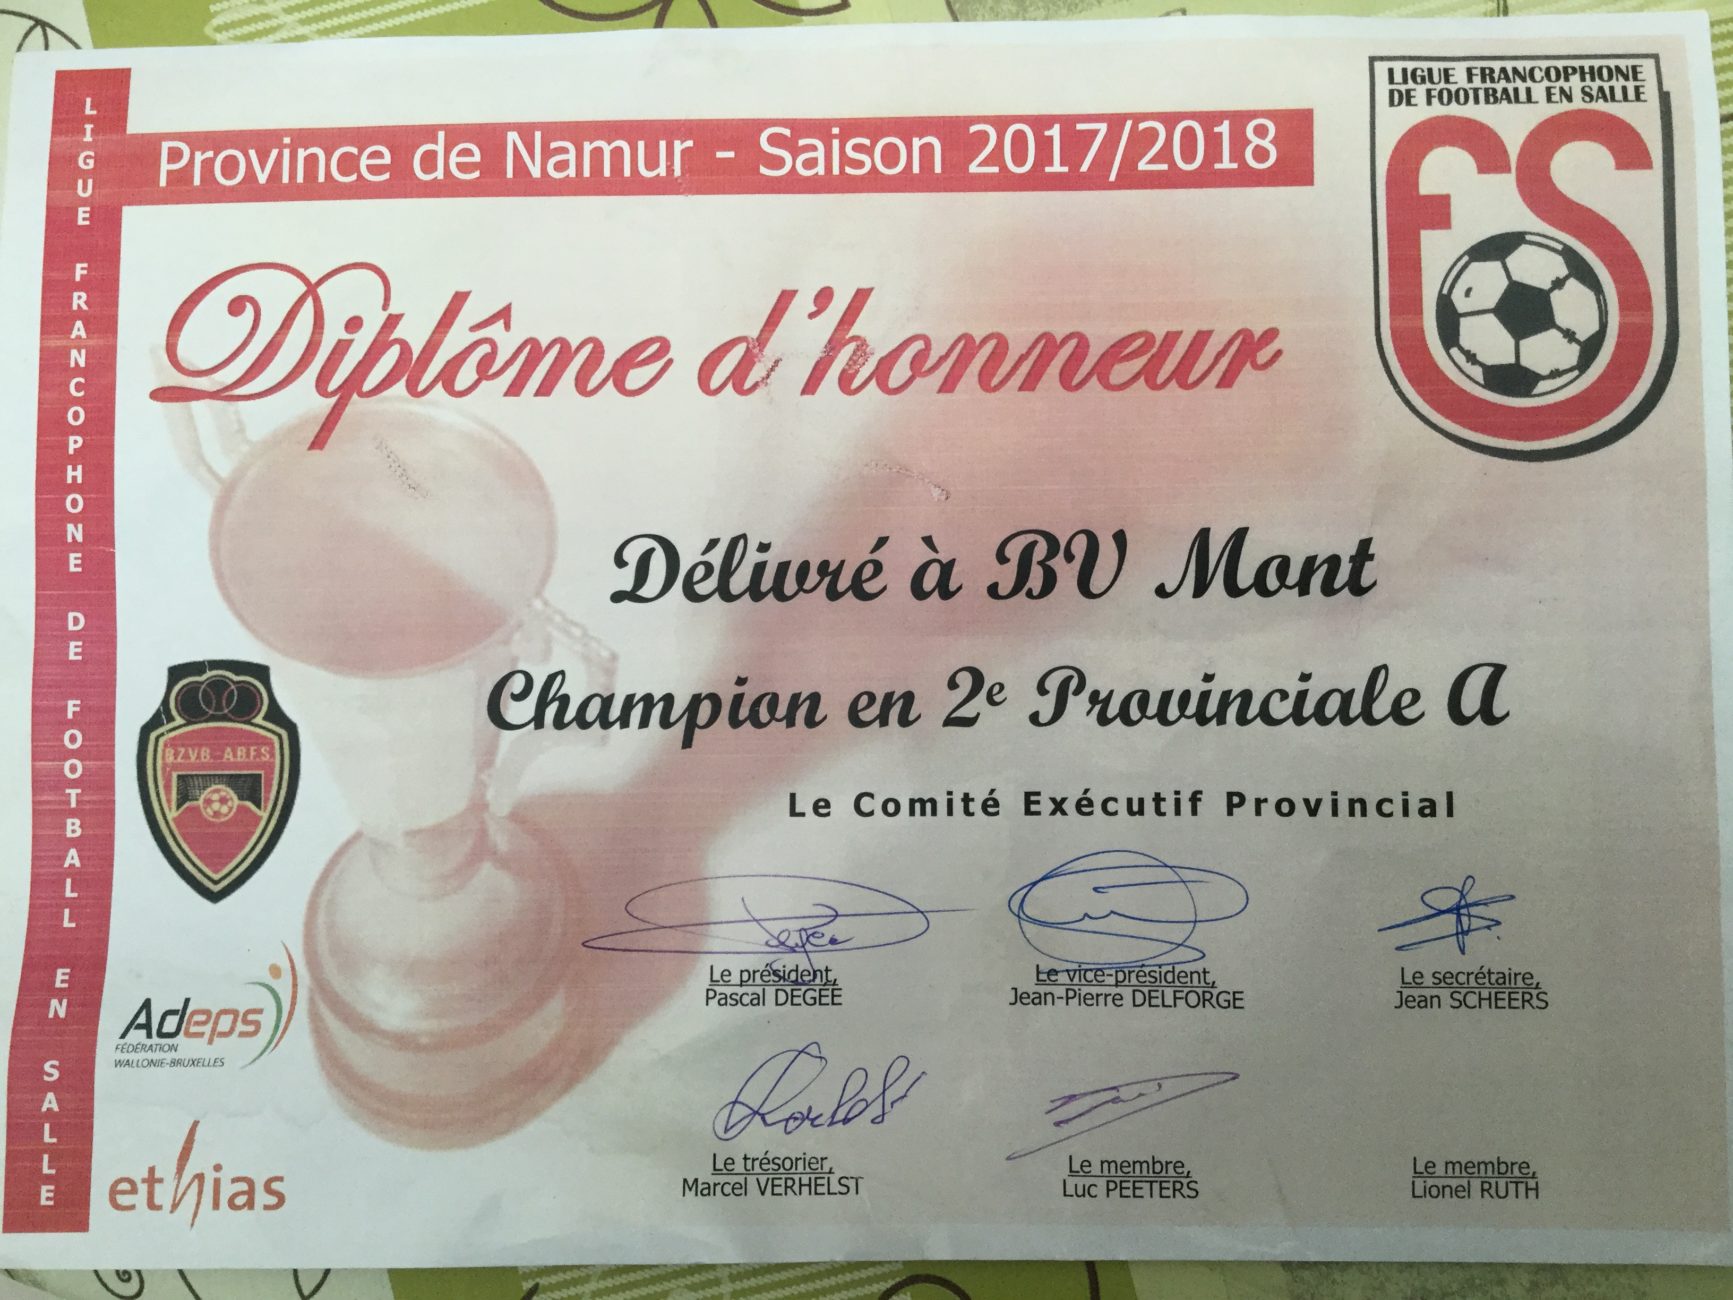 LIGUE FRANCOPHONE DE FOOTBALL EN SALLE
LIGUE FRANCOPHONE
DE FOOTBALL EN SALLE
FS
Province de Namur - Saison 2017/2018
Diplôme d'honneur
Délivré à BV Mont
Champion en 2e Provinciale A
B.Z.V.B. - A.B.F.S.
Le Comité Exécutif Provincial
Le président,
Pascal DEGÉE
Le vice-président,
Jean-Pierre DELFORGE
Le secrétaire,
Jean SCHEERS
Adeps
FÉDÉRATION
WALLONIE-BRUXELLES
Le trésorier,
Marcel VERHELST
Le membre,
Luc PEETERS
Le membre,
Lionel RUTH
ethias